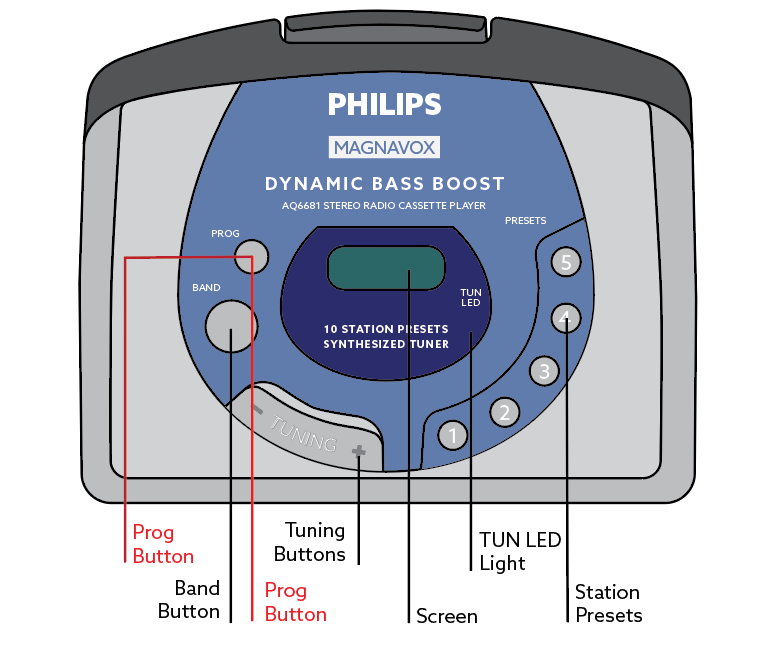 PHILIPS
MAGNAVOX
DYNAMIC BASS BOOST
AQ6681 STEREO RADIO CASSETTE PLAYER
PRESETS
PROG
5
BAND
TUN
LED
4
10 STATION PRESETS
SYNTHESIZED TUNER
3
2
- TUNING +
1
Prog
Button
Tuning
Buttons
TUN LED
Light
Band
Button
Prog
Button
Screen
Station
Presets